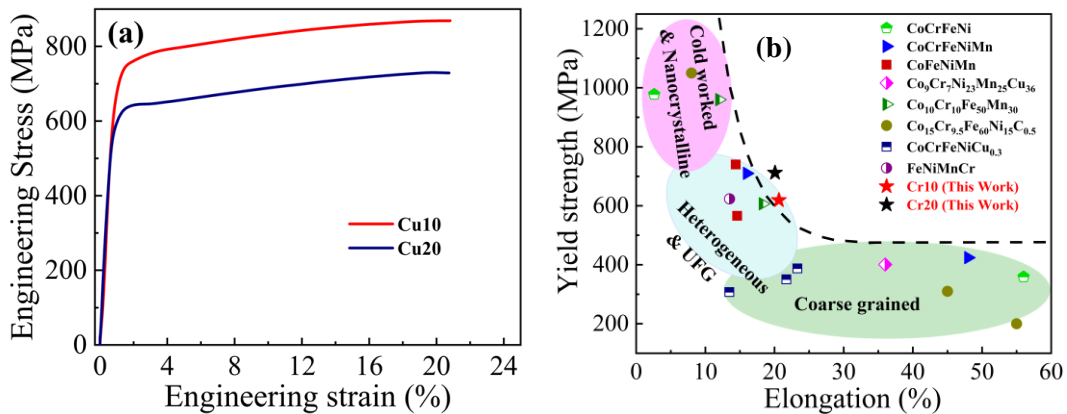 (a)
Engineering Stress (MPa)
800
600
400
200
0
Cu10
Cu20
0 4 8 12 16 20 24
Engineering strain (%)
(b)
Yield strength (MPa)
1200
1000
800
600
400
200
Cold worked
& Nanocrystalline
Heterogeneous
& UFG
Coarse grained
CoCrFeNi
CoCrFeNiMn
CoFeNiMn
Co₉Cr₇Ni₂₃Mn₂₅Cu₃₆
Co₁₀Cr₁₀Fe₅₀Mn₃₀
Co₁₅Cr₉.₅Fe₆₀Ni₁₅C₀.₅
CoCrFeNiCu₀.₃
FeNiMnCr
Cr10 (This Work)
Cr20 (This Work)
0 10 20 30 40 50 60
Elongation (%)